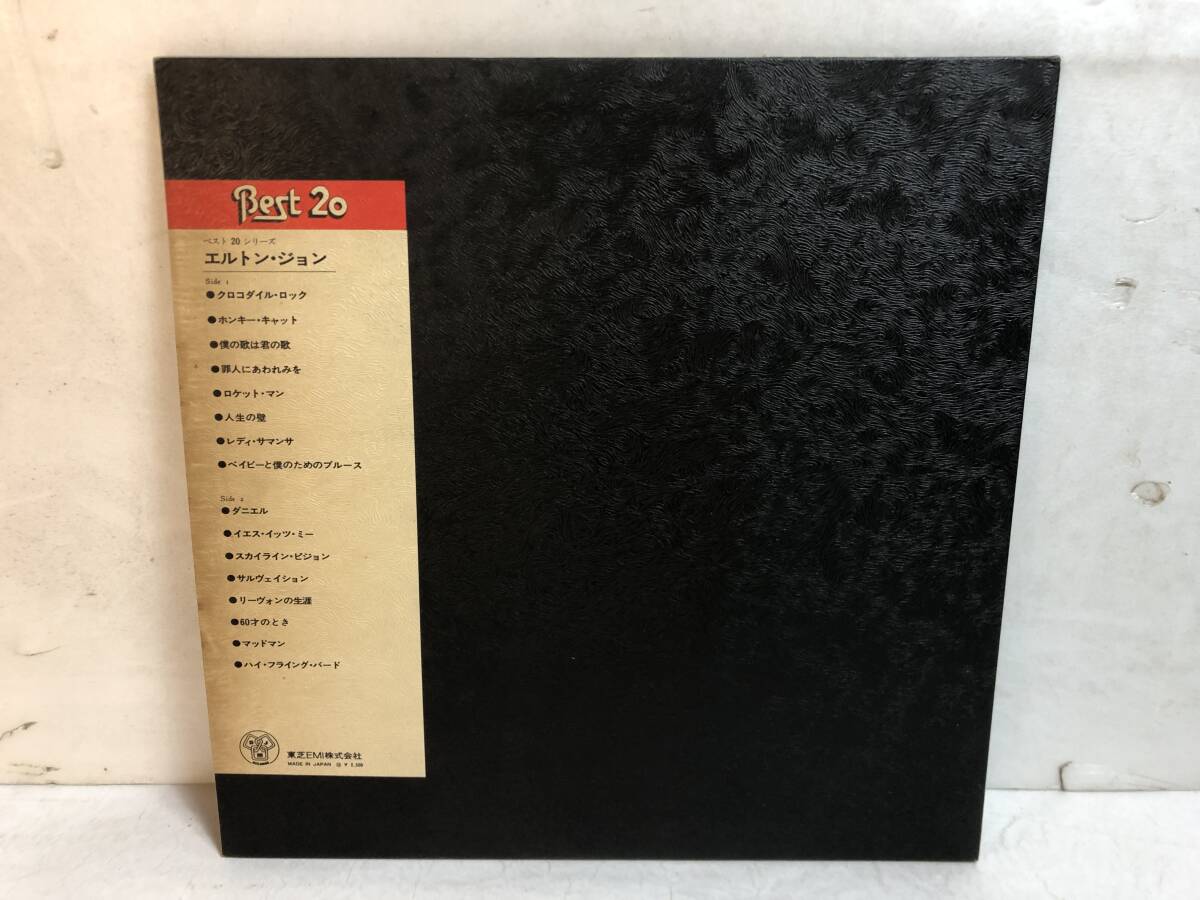 Best 20
ベスト 20 シリーズ
エルトン・ジョン
Side 1
●クロコダイル・ロック
●ホンキー・キャット
●僕の歌は君の歌
●罪人にあわれみを
●ロケット・マン
●人生の壁
●レディ・サマンサ
●ベイビーと僕のためのブルース
Side 2
●ダニエル
●イエス・イッツ・ミー
●スカイライン・ピジョン
●サルヴェイション
●リーヴォンの生涯
●60才のとき
●マッドマン
●ハイ・フライング・バード
東芝EMI株式会社
MADE IN JAPAN ¥ 2,500